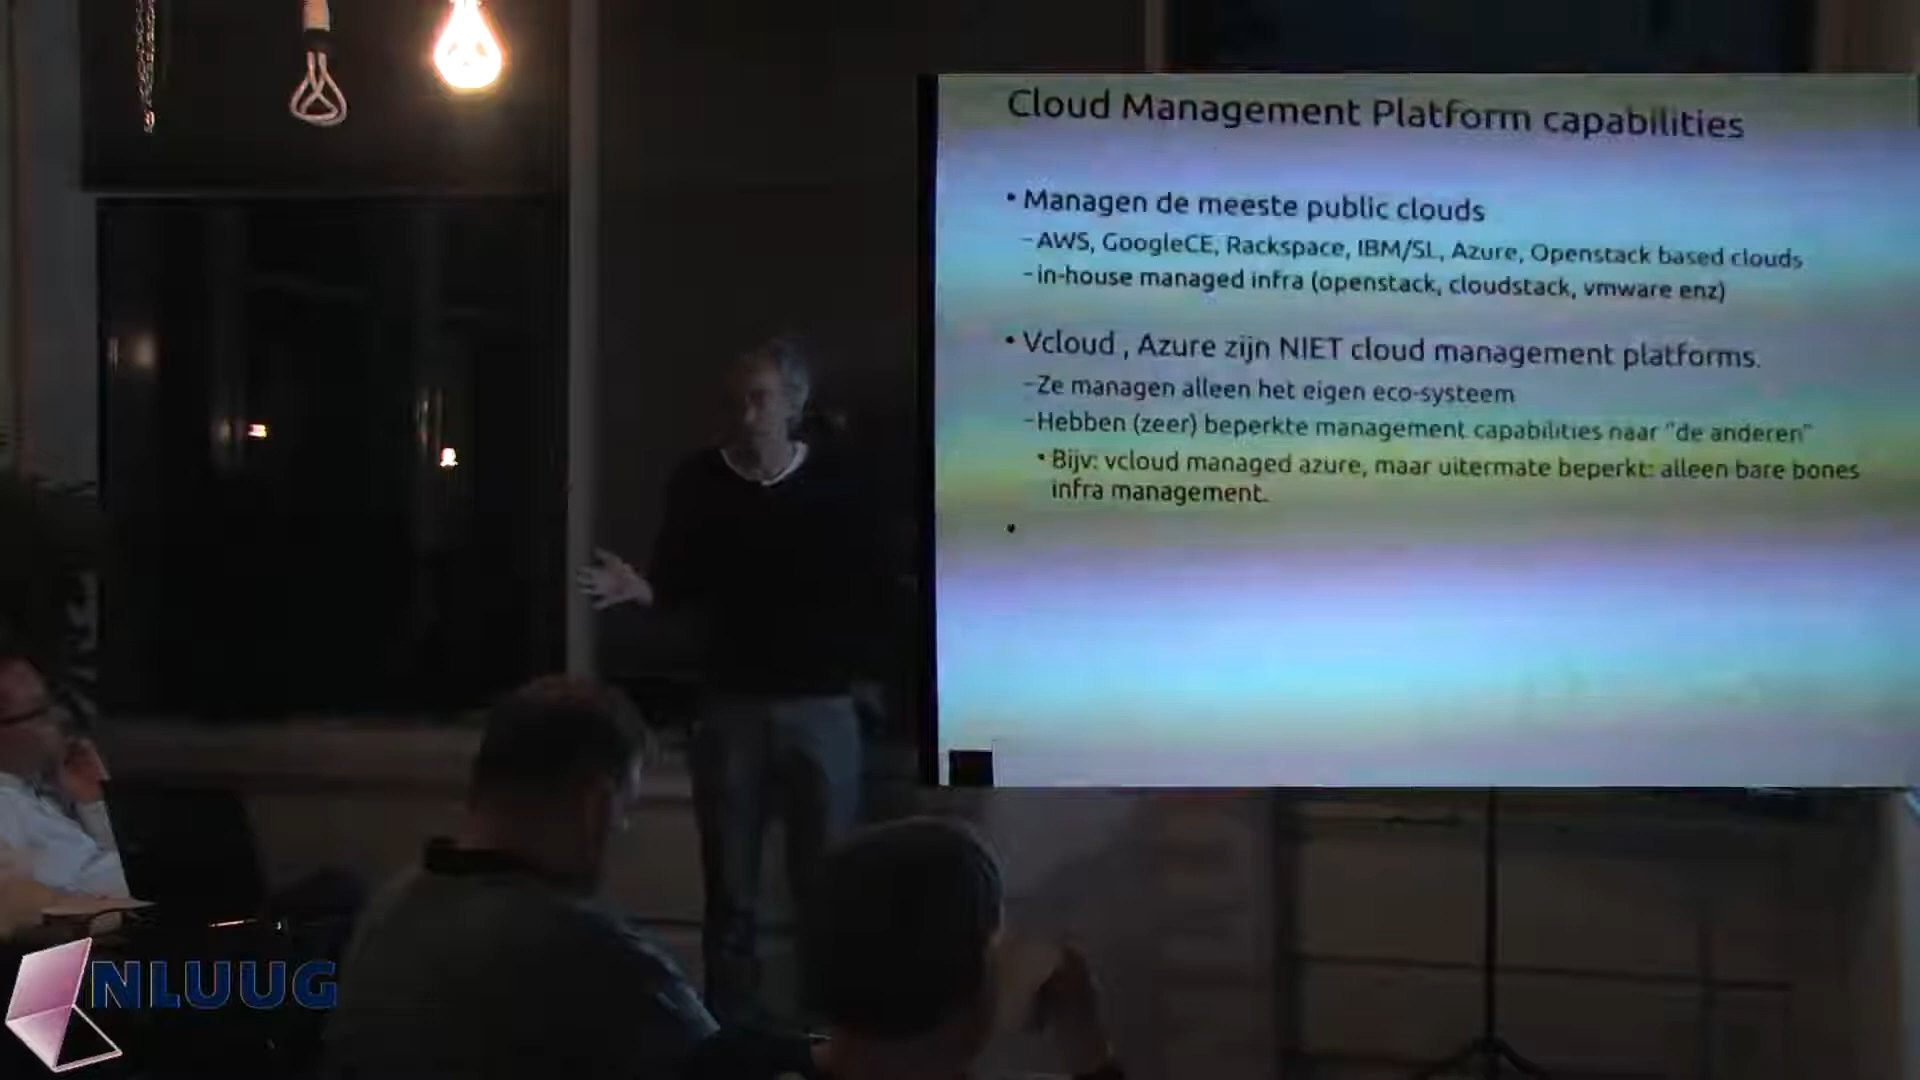 Cloud Management Platform capabilities
• Managen de meeste public clouds
– AWS, GoogleCE, Rackspace, IBM/SL, Azure, Openstack based clouds
– in-house managed infra (openstack, cloudstack, vmware enz)
• Vcloud , Azure zijn NIET cloud management platforms.
– Ze managen alleen het eigen eco-systeem
– Hebben (zeer) beperkte management capabilities naar "de anderen"
• Bijv: vcloud managed azure, maar uitermate beperkt: alleen bare bones
infra management.
•
NLUUG